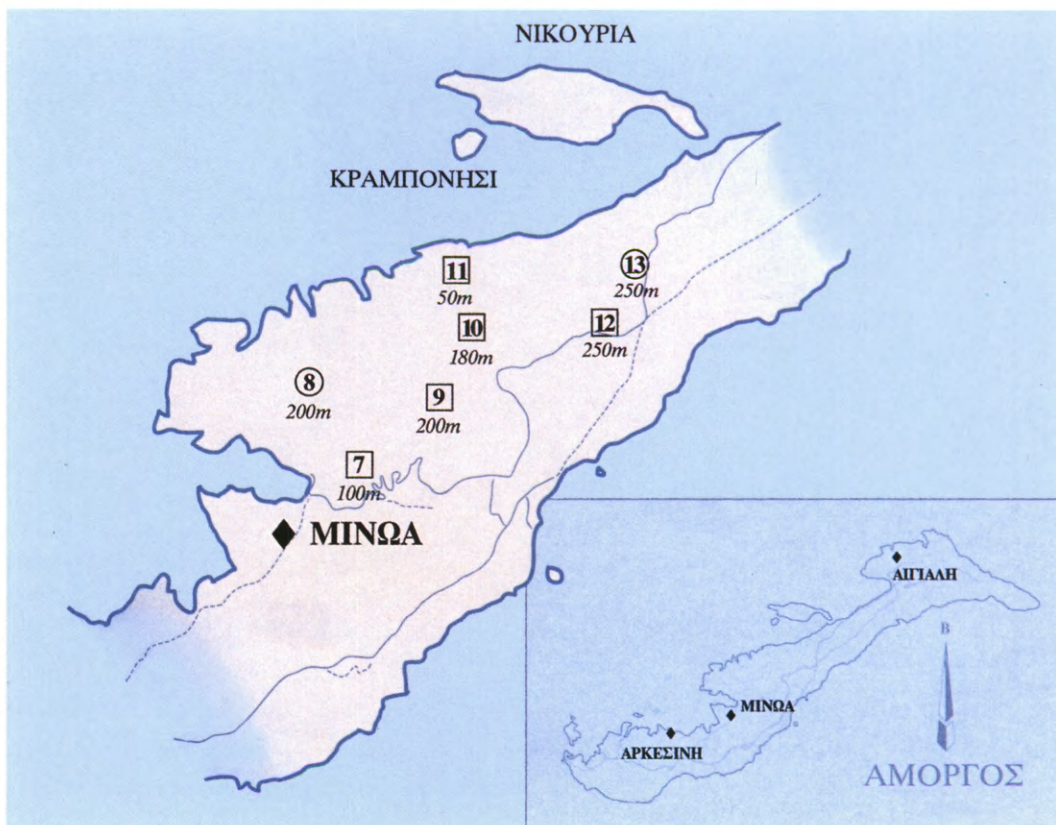 ΝΙΚΟΥΡΙΑ
ΚΡΑΜΠΟΝΗΣΙ
11
50m
13
250m
10
180m
12
250m
8
200m
9
200m
7
100m
ΜΙΝΩΑ
ΑΙΓΙΑΛΗ
Β
ΜΙΝΩΑ
ΑΡΚΕΣΙΝΗ
ΑΜΟΡΓΟΣ